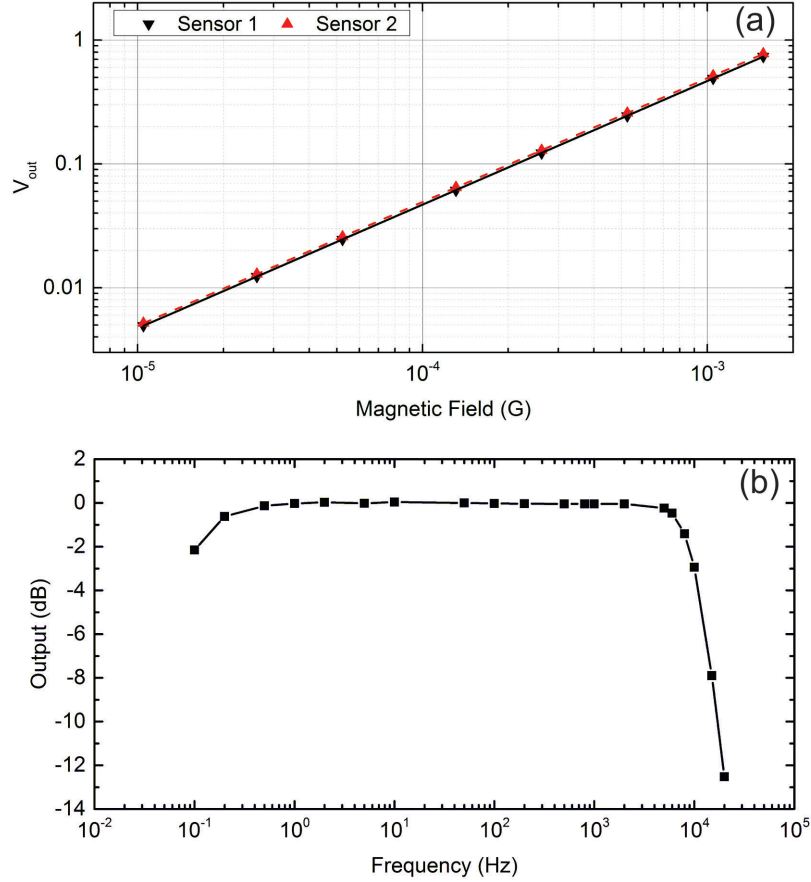 (a)
Sensor 1 Sensor 2
1
0.1
0.01
V_out
10^-5 10^-4 10^-3
Magnetic Field (G)
(b)
2
0
-2
-4
-6
-8
-10
-12
-14
Output (dB)
10^-2 10^-1 10^0 10^1 10^2 10^3 10^4 10^5
Frequency (Hz)